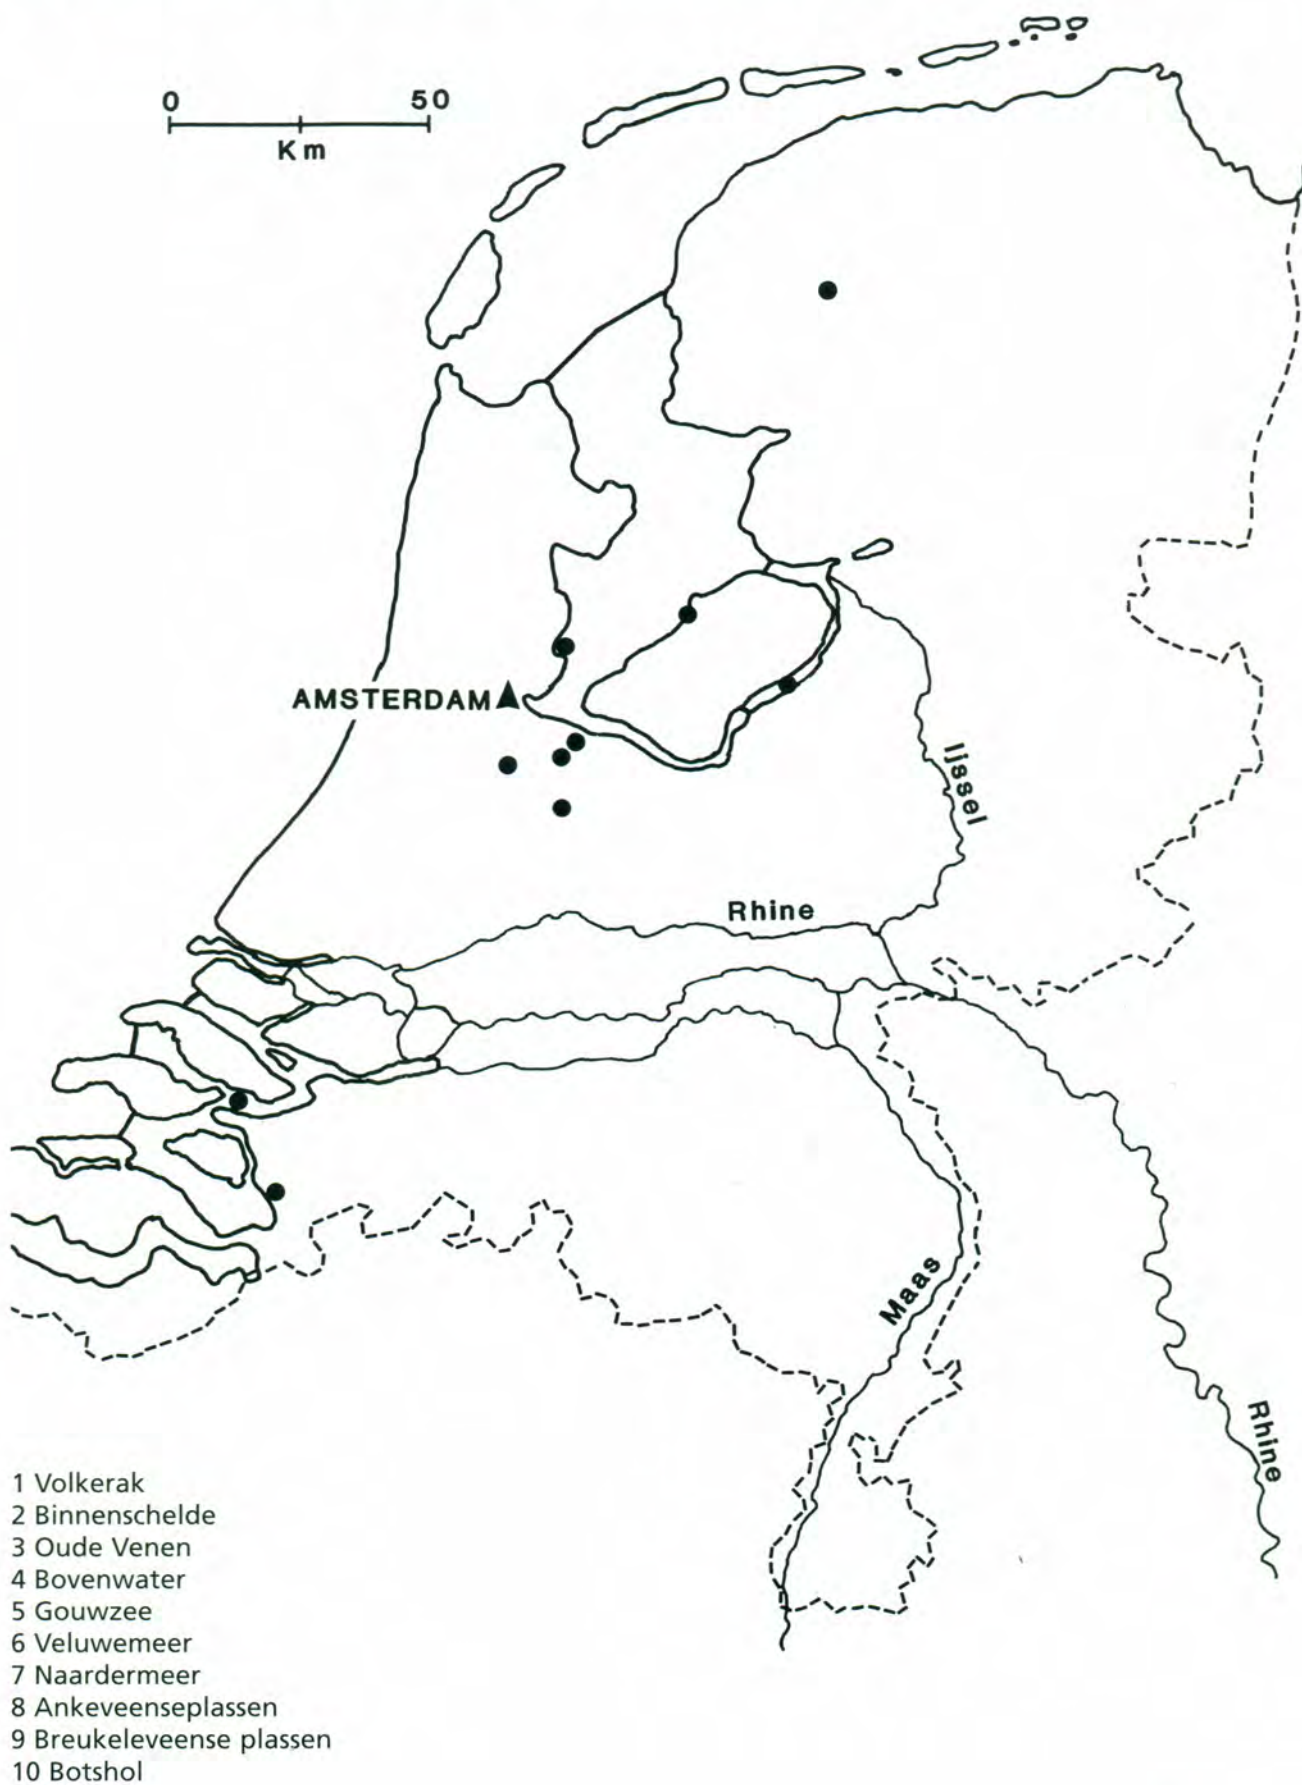 0 50
Km
AMSTERDAM
Ijssel
Rhine
Maas
Rhine
1 Volkerak
2 Binnenschelde
3 Oude Venen
4 Bovenwater
5 Gouwzee
6 Veluwemeer
7 Naardermeer
8 Ankeveenseplassen
9 Breukeleveense plassen
10 Botshol